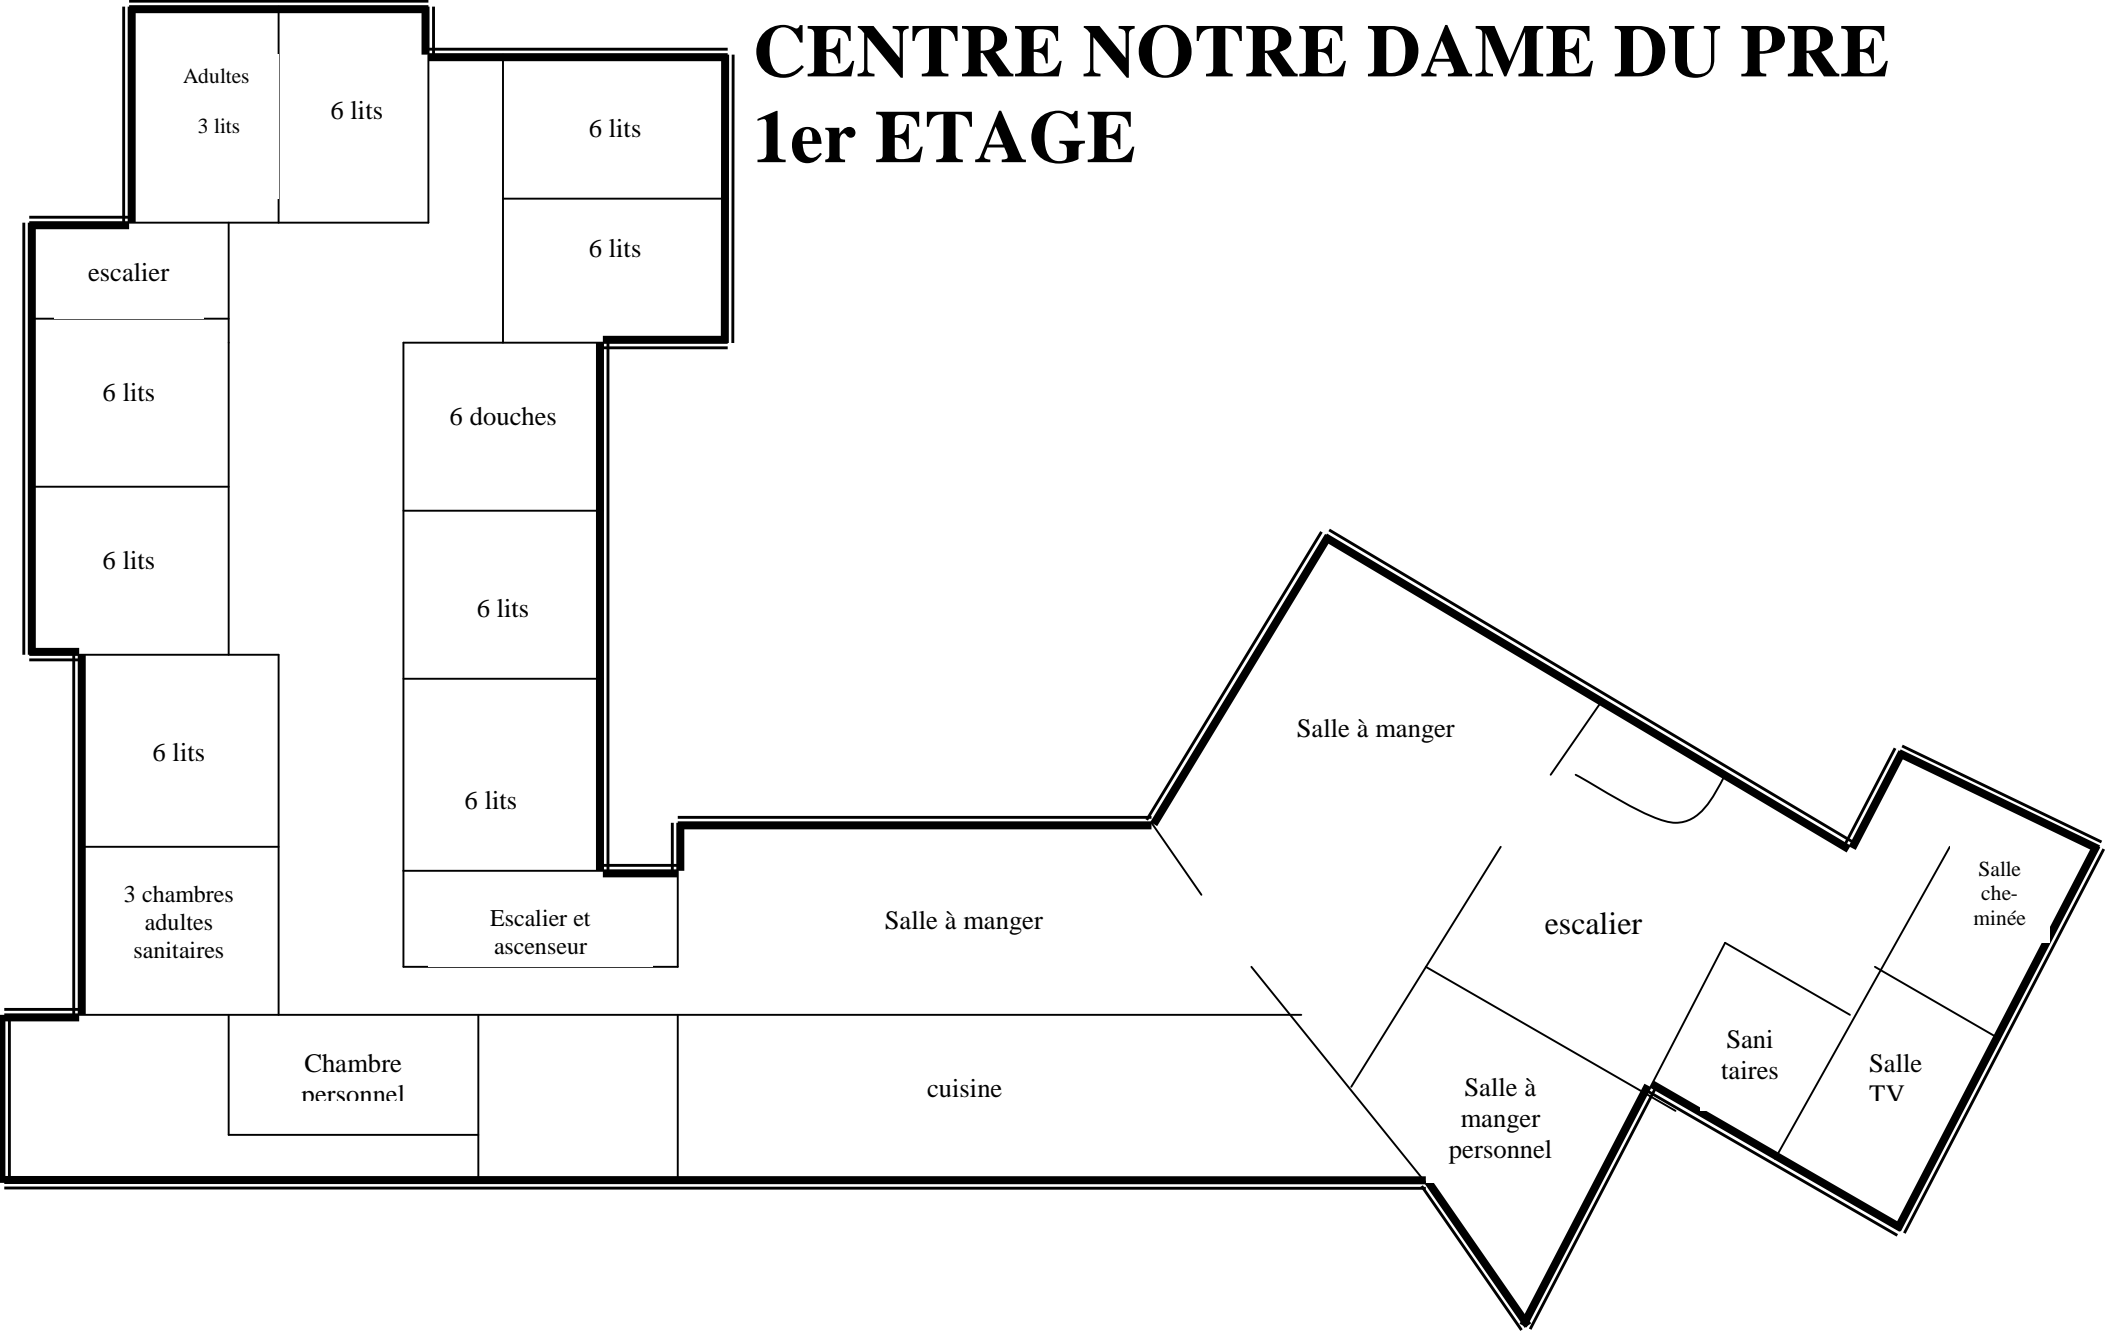 CENTRE NOTRE DAME DU PRE
1er ETAGE
Adultes
3 lits
6 lits
6 lits
6 lits
escalier
6 lits
6 douches
6 lits
6 lits
6 lits
6 lits
3 chambres
adultes
sanitaires
Escalier et
ascenseur
Salle à manger
Salle à manger
escalier
Salle
che-
minée
Sani
taires
Salle
TV
Chambre
personnel
cuisine
Salle à
manger
personnel